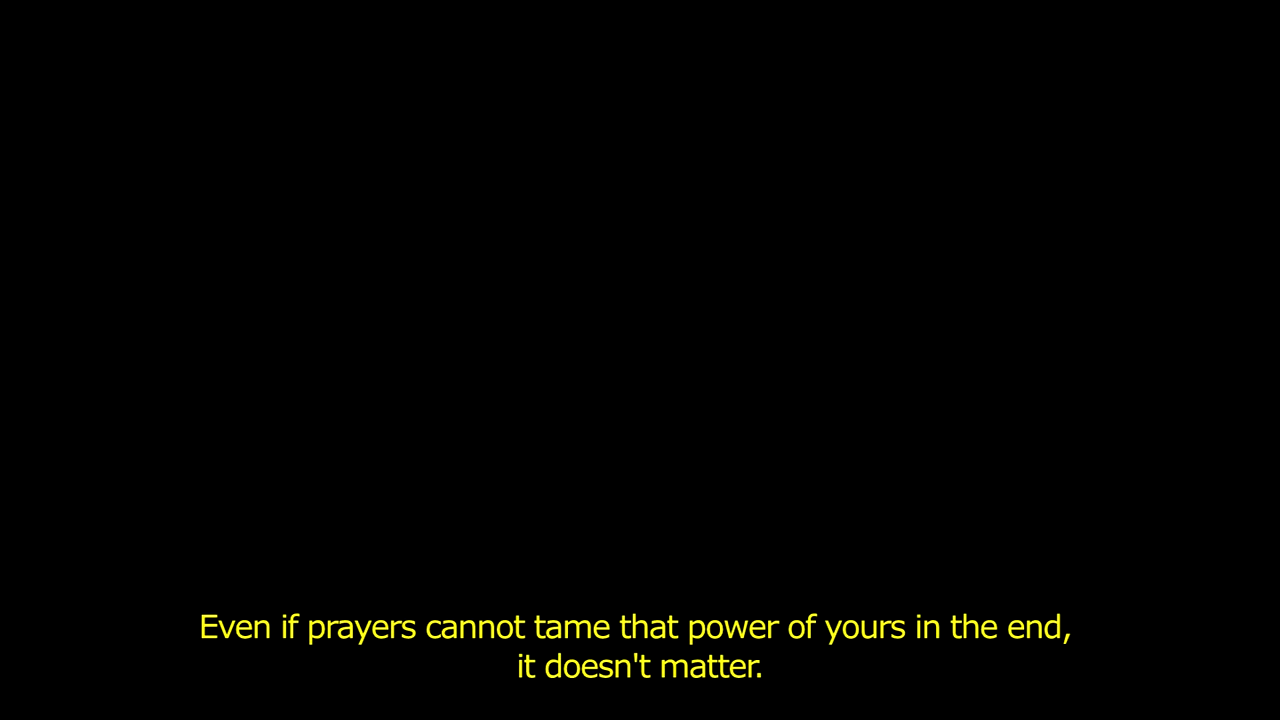 Even if prayers cannot tame that power of yours in the end,
it doesn't matter.